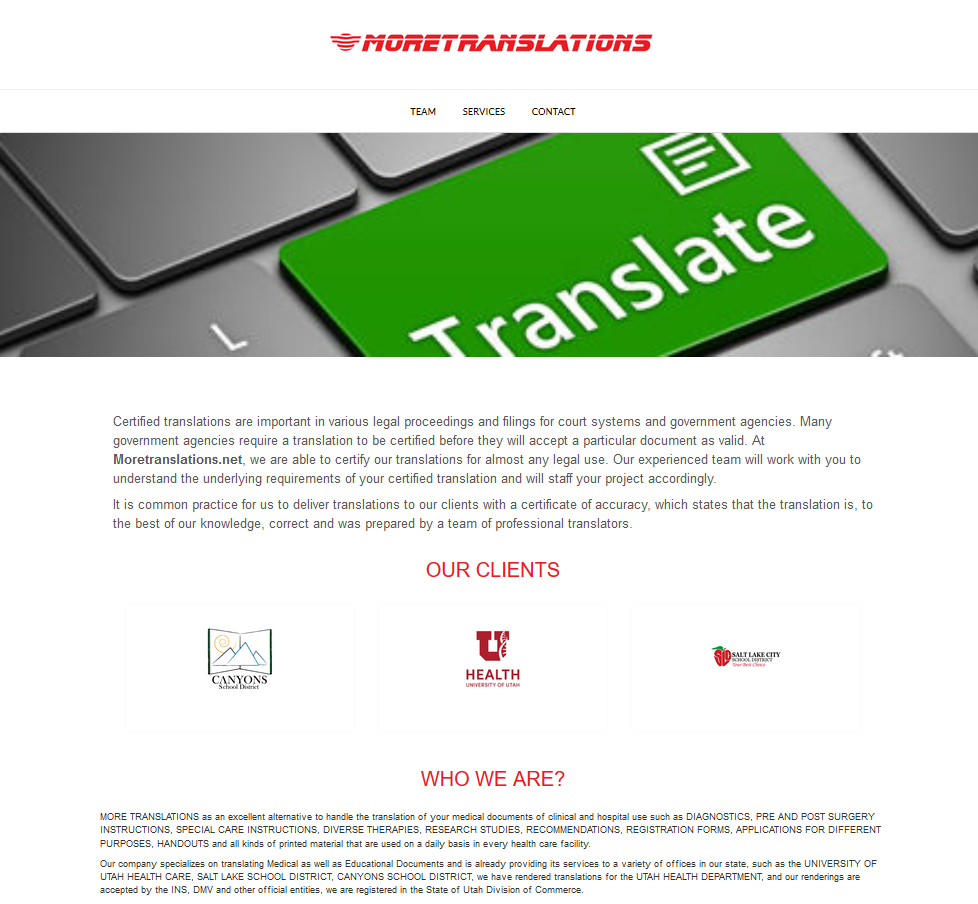 MORETRANSLATIONS
TEAM SERVICES CONTACT
Translate
L
Certified translations are important in various legal proceedings and filings for court systems and government agencies. Many
government agencies require a translation to be certified before they will accept a particular document as valid. At
Moretranslations.net, we are able to certify our translations for almost any legal use. Our experienced team will work with you to
understand the underlying requirements of your certified translation and will staff your project accordingly.
It is common practice for us to deliver translations to our clients with a certificate of accuracy, which states that the translation is, to
the best of our knowledge, correct and was prepared by a team of professional translators.
OUR CLIENTS
CANYONS
School District
U
HEALTH
UNIVERSITY OF UTAH
SALT LAKE CITY
SCHOOL DISTRICT
Your Best Choice
WHO WE ARE?
MORE TRANSLATIONS as an excellent alternative to handle the translation of your medical documents of clinical and hospital use such as DIAGNOSTICS, PRE AND POST SURGERY
INSTRUCTIONS, SPECIAL CARE INSTRUCTIONS, DIVERSE THERAPIES, RESEARCH STUDIES, RECOMMENDATIONS, REGISTRATION FORMS, APPLICATIONS FOR DIFFERENT
PURPOSES, HANDOUTS and all kinds of printed material that are used on a daily basis in every health care facility.
Our company specializes on translating Medical as well as Educational Documents and is already providing its services to a variety of offices in our state, such as the UNIVERSITY OF
UTAH HEALTH CARE, SALT LAKE SCHOOL DISTRICT, CANYONS SCHOOL DISTRICT, we have rendered translations for the UTAH HEALTH DEPARTMENT, and our renderings are
accepted by the INS, DMV and other official entities, we are registered in the State of Utah Division of Commerce.